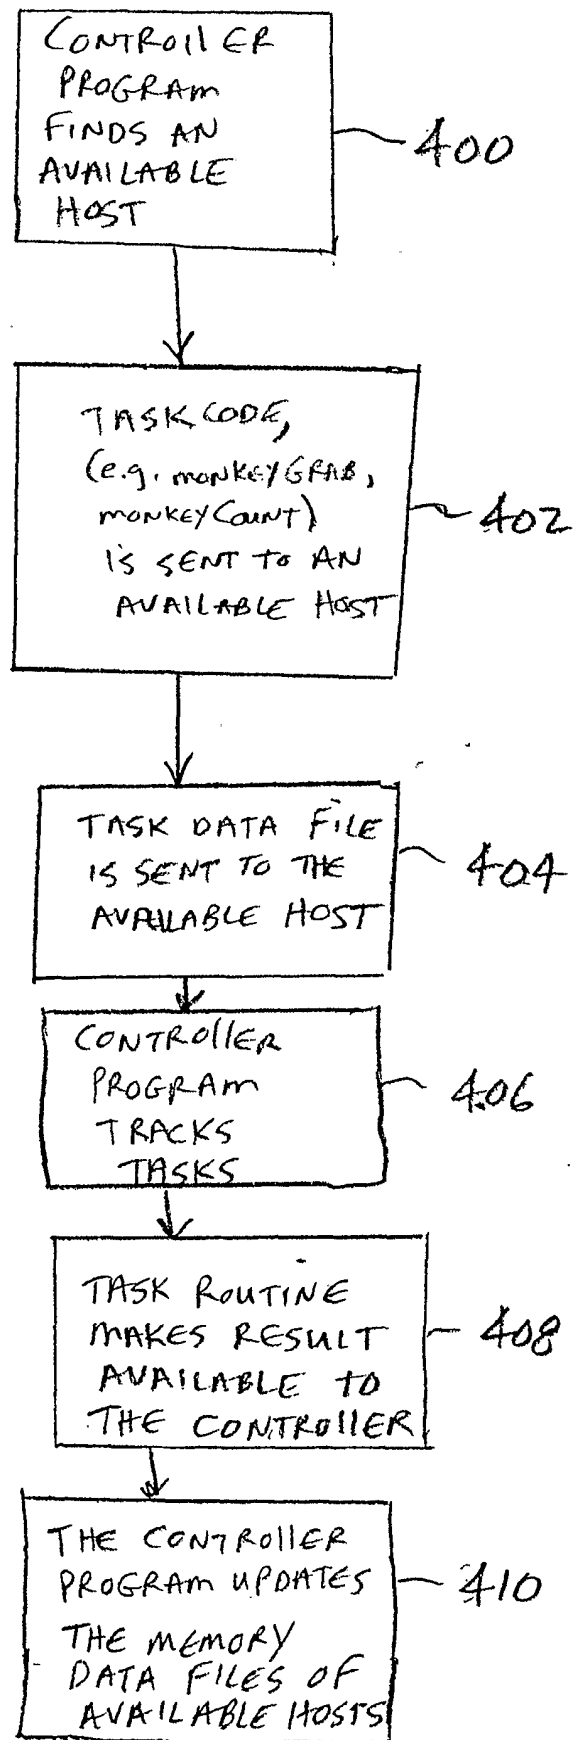 CONTROllER
PROGRAM
FINDS AN
AVAILABLE
HOST
400
TASK CODE,
(e.g. monkeyGRAB,
monkeyCount)
is SENT To AN
AVAILABLE HOST
402
TASK DATA FilE
is SENT TO THE
AVAILABLE HOST
404
CONTROllER
PROGRAM
TRACKS
TASKS
406
TASK ROUTINE
MAKES RESULT
AVAILABLE TO
THE CONTROllER
408
THE CONTROllER
PROGRAM UPDATES
THE MEMORY
DATA FILES OF
AVAILABLE HOSTS
410